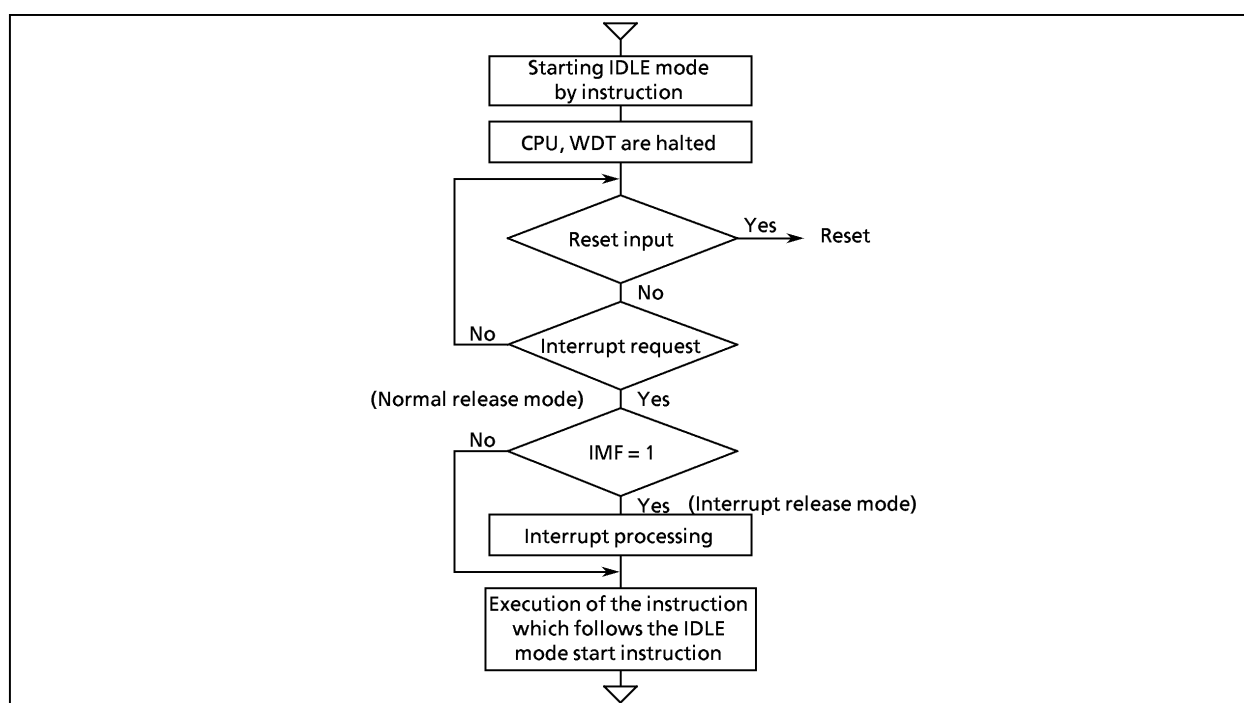 Starting IDLE mode
by instruction
CPU, WDT are halted
Reset input
Yes
Reset
No
No
Interrupt request
(Normal release mode)
Yes
No
IMF = 1
Yes
(Interrupt release mode)
Interrupt processing
Execution of the instruction
which follows the IDLE
mode start instruction